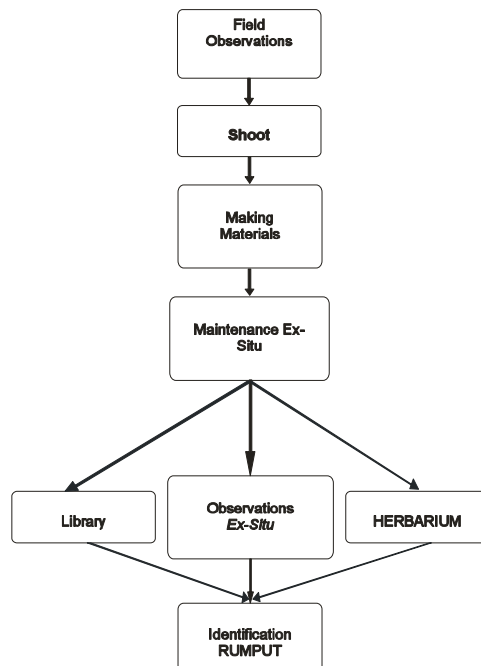 Field
Observations
Shoot
Making
Materials
Maintenance Ex-
Situ
Library
Observations
Ex-Situ
HERBARIUM
Identification
RUMPUT